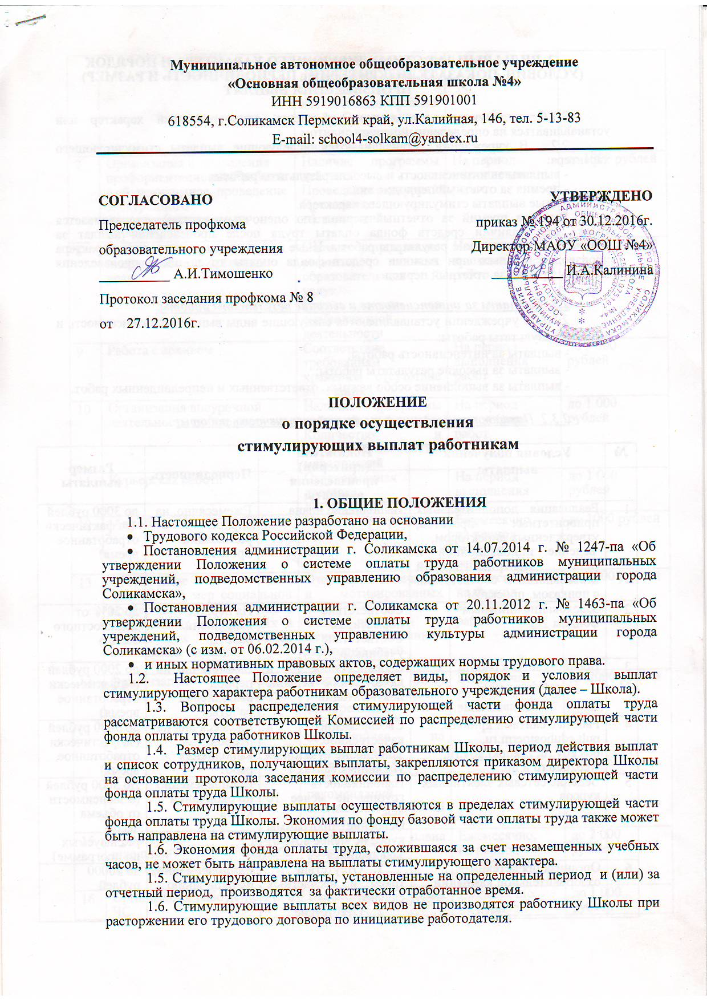 Муниципальное автономное общеобразовательное учреждение
«Основная общеобразовательная школа №4»
ИНН 5919016863 КПП 591901001
618554, г.Соликамск Пермский край, ул.Калийная, 146, тел. 5-13-83
E-mail: school4-solkam@yandex.ru
СОГЛАСОВАНО
Председатель профкома
образовательного учреждения
__________ А.И.Тимошенко
Протокол заседания профкома № 8
от 27.12.2016г.
УТВЕРЖДЕНО
приказ № 194 от 30.12.2016г.
Директор МАОУ «ООШ №4»
__________ И.А.Калинина
ПОЛОЖЕНИЕ
о порядке осуществления
стимулирующих выплат работникам
1. ОБЩИЕ ПОЛОЖЕНИЯ
1.1. Настоящее Положение разработано на основании
• Трудового кодекса Российской Федерации,
• Постановления администрации г. Соликамска от 14.07.2014 г. № 1247-па «Об
утверждении Положения о системе оплаты труда работников муниципальных
учреждений, подведомственных управлению образования администрации города
Соликамска»,
• Постановления администрации г. Соликамска от 20.11.2012 г. № 1463-па «Об
утверждении Положения о системе оплаты труда работников муниципальных
учреждений, подведомственных управлению культуры администрации города
Соликамска» (с изм. от 06.02.2014 г.),
• и иных нормативных правовых актов, содержащих нормы трудового права.
1.2. Настоящее Положение определяет виды, порядок и условия выплат
стимулирующего характера работникам образовательного учреждения (далее – Школа).
1.3. Вопросы распределения стимулирующей части фонда оплаты труда
рассматриваются соответствующей Комиссией по распределению стимулирующей части
фонда оплаты труда работников Школы.
1.4. Размер стимулирующих выплат работникам Школы, период действия выплат
и список сотрудников, получающих выплаты, закрепляются приказом директора Школы
на основании протокола заседания комиссии по распределению стимулирующей части
фонда оплаты труда Школы.
1.5. Стимулирующие выплаты осуществляются в пределах стимулирующей части
фонда оплаты труда Школы. Экономия по фонду базовой части оплаты труда также может
быть направлена на стимулирующие выплаты.
1.6. Экономия фонда оплаты труда, сложившаяся за счет незамещенных учебных
часов, не может быть направлена на выплаты стимулирующего характера.
1.5. Стимулирующие выплаты, установленные на определенный период и (или) за
отчетный период, производятся за фактически отработанное время.
1.6. Стимулирующие выплаты всех видов не производятся работнику Школы при
расторжении его трудового договора по инициативе работодателя.